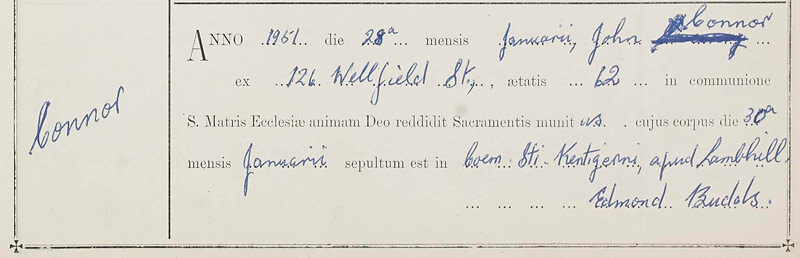 Connor
ANNO 1951 die 28a mensis Januarii, John Connor
ex 126 Wellfield St., ætatis 62 in communione
S. Matris Ecclesiæ animam Deo reddidit Sacramentis munit us. cujus corpus die 30a
mensis Januarii sepultum est in Coem. Sti. Kentigerni, apud Lambhill.
Edmond